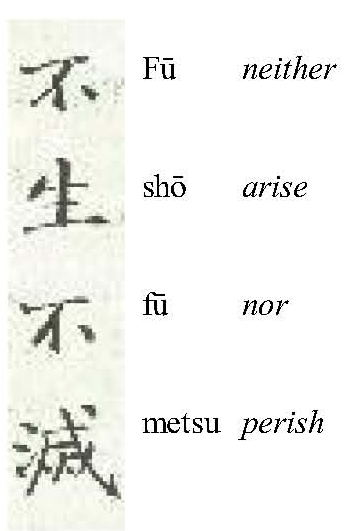 不 Fū neither
生 shō arise
不 fū nor
滅 metsu perish